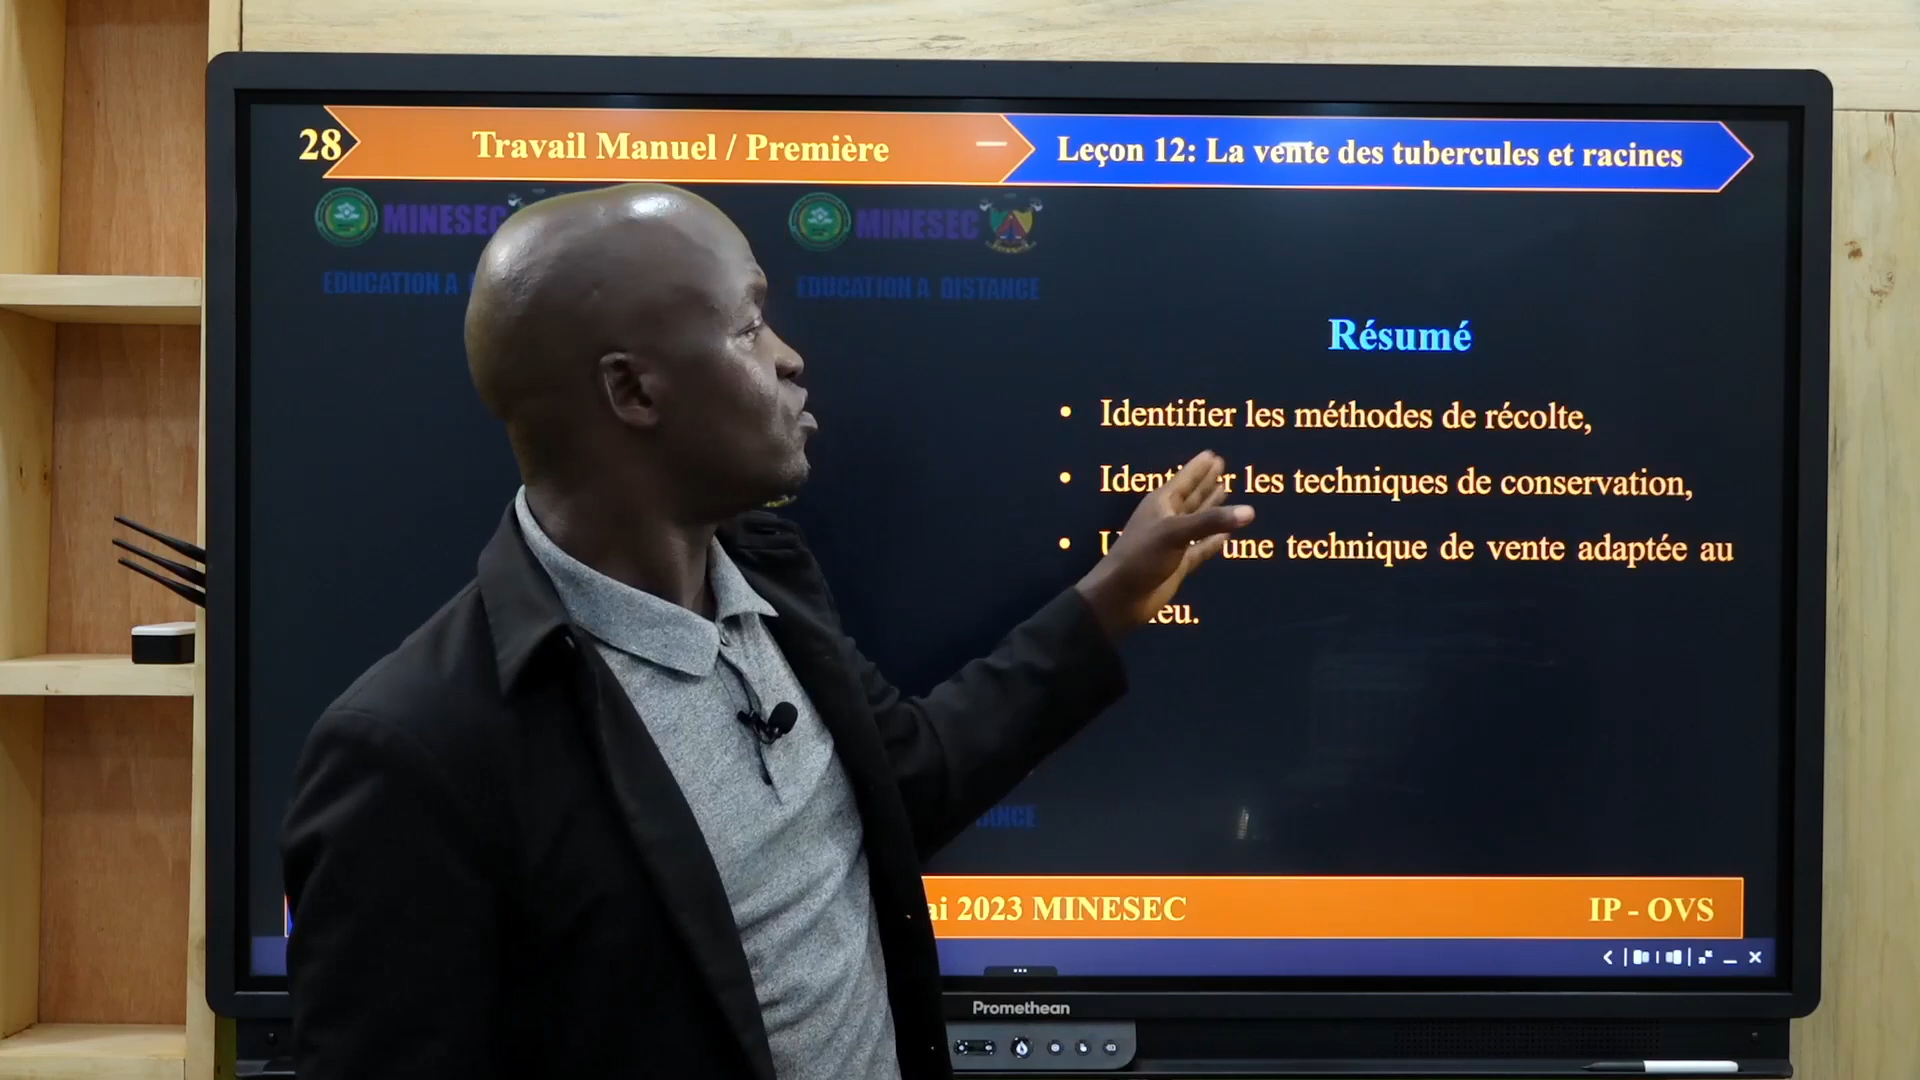 28
Travail Manuel / Première
Leçon 12: La vente des tubercules et racines
MINESEC
MINESEC
EDUCATION A
EDUCATION A DISTANCE
Résumé
• Identifier les méthodes de récolte,
• les techniques de conservation,
• une technique de vente adaptée au
2023 MINESEC
IP - OVS
Promethean